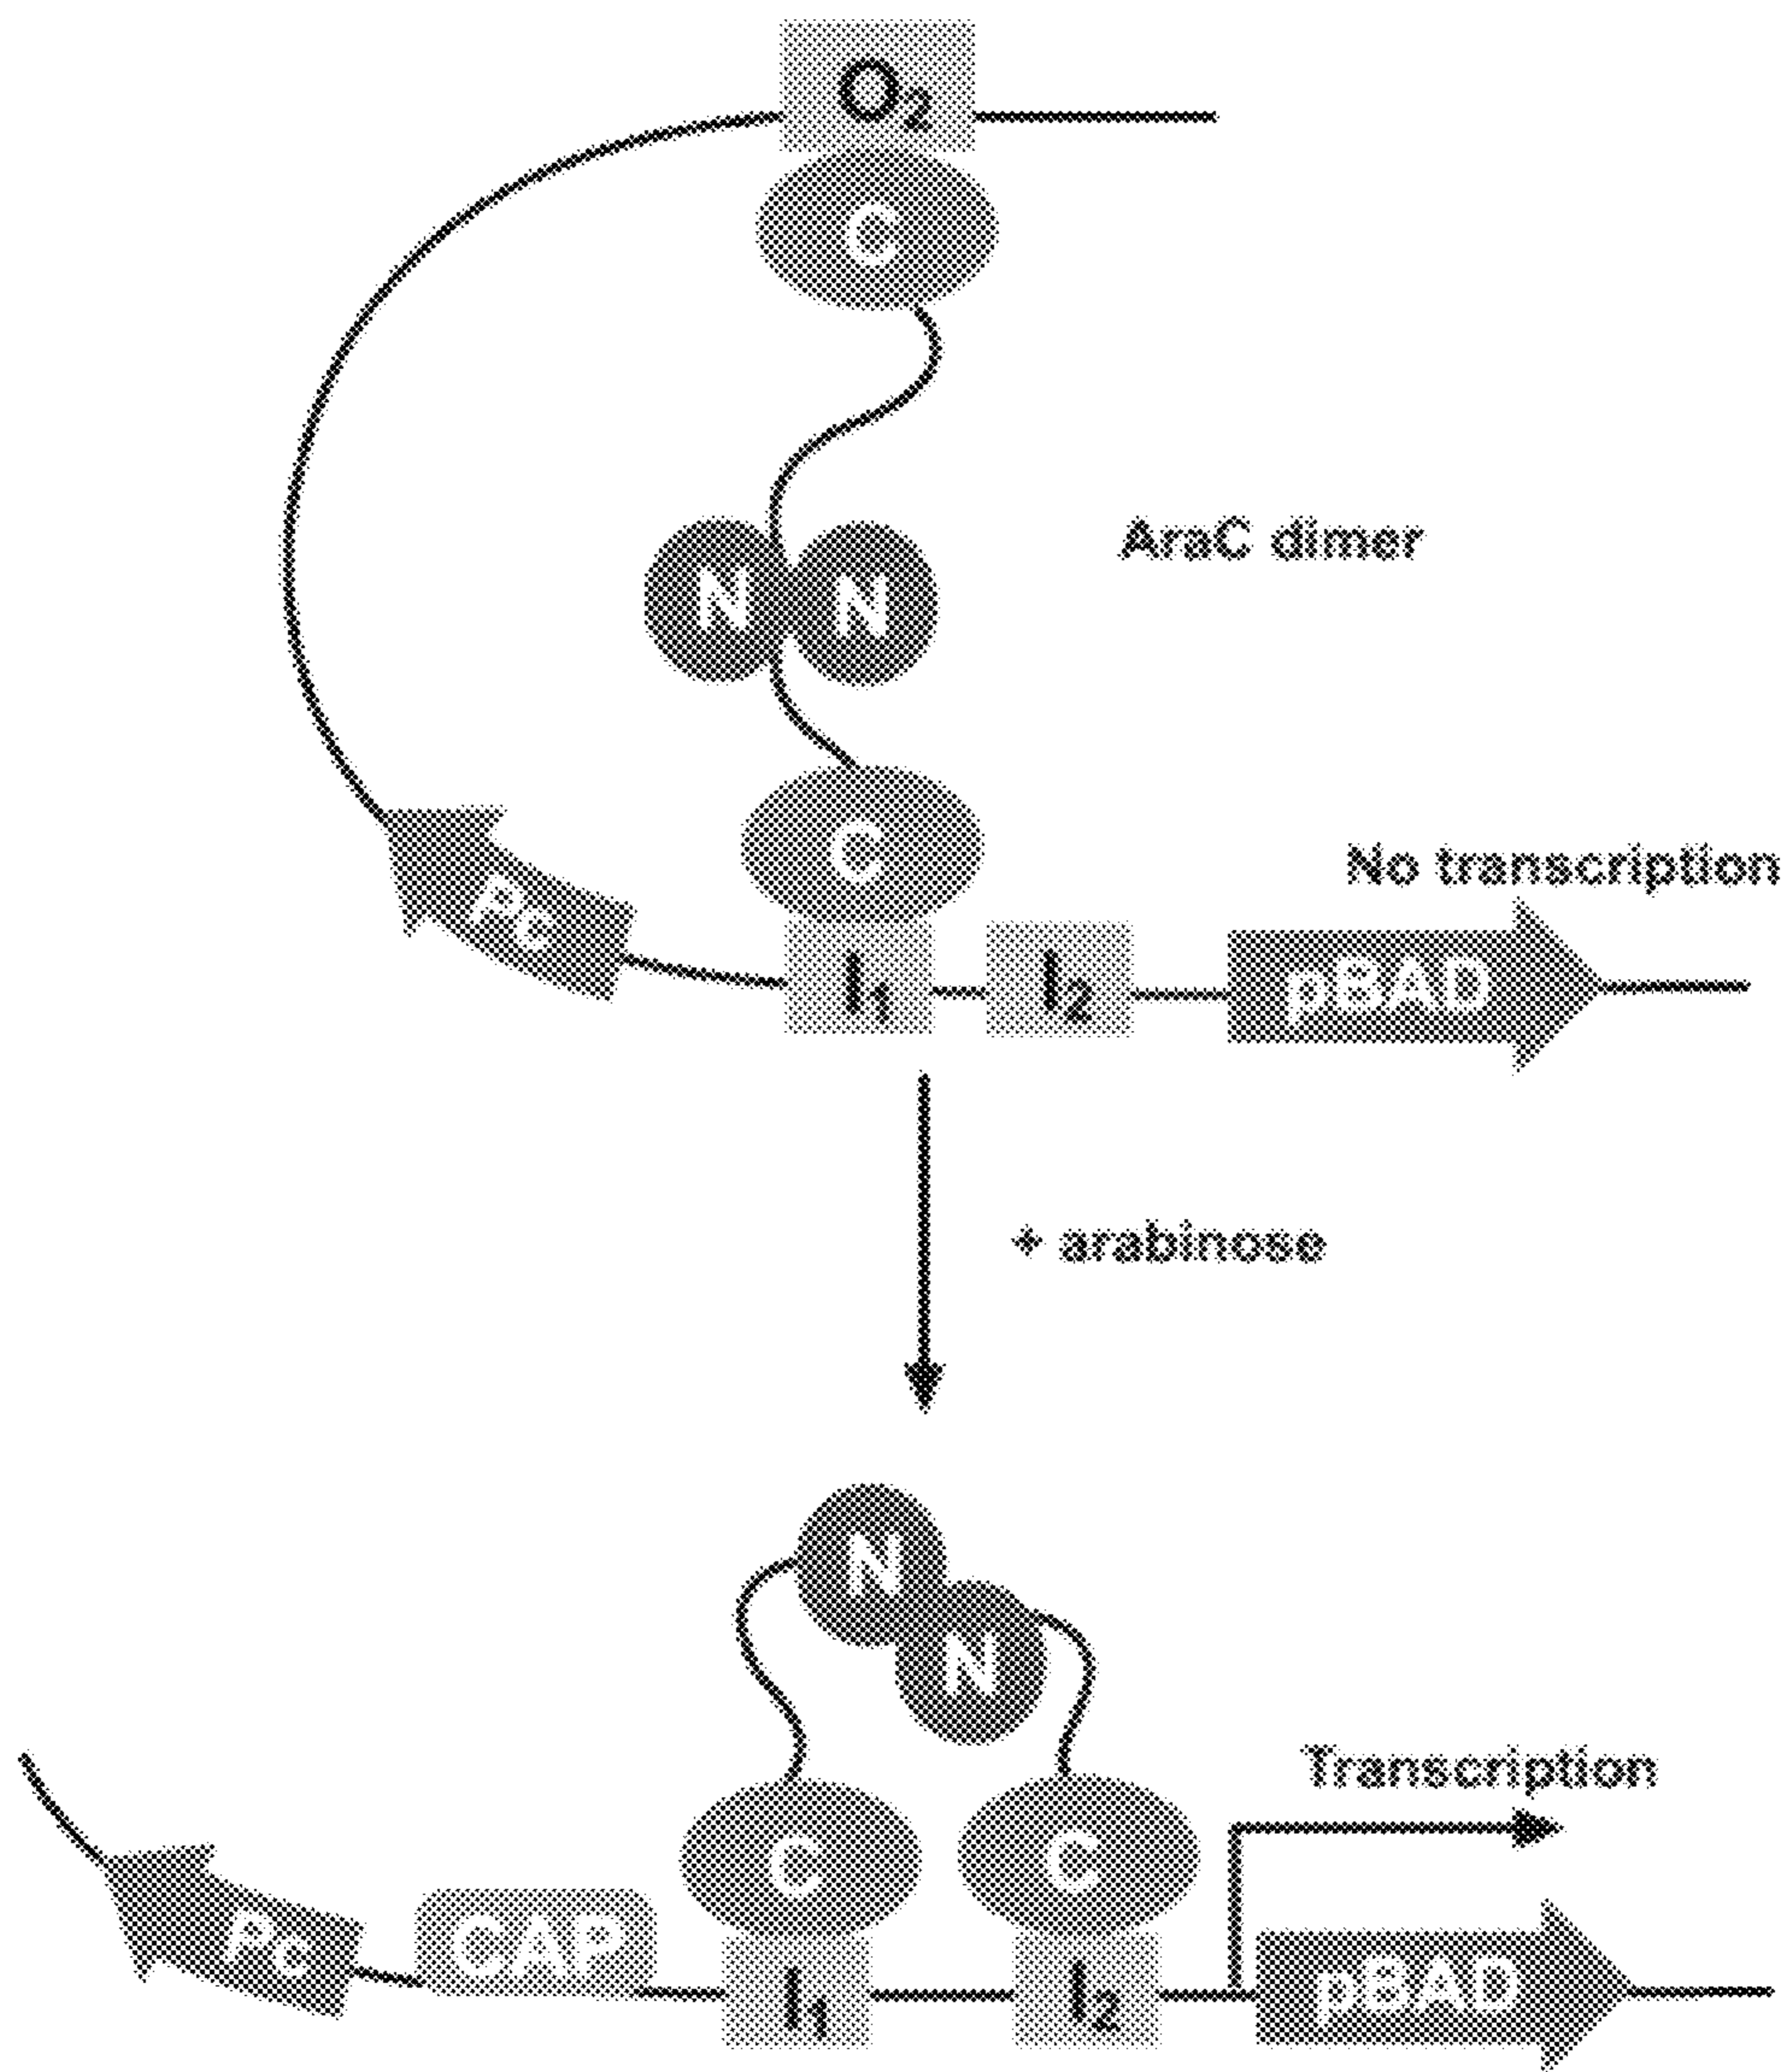 O₂
C
AraC dimer
N N
C
No transcription
Pc
I₁
I₂
pBAD
+ arabinose
N
N
Transcription
C
C
Pc
CAP
I₁
I₂
pBAD